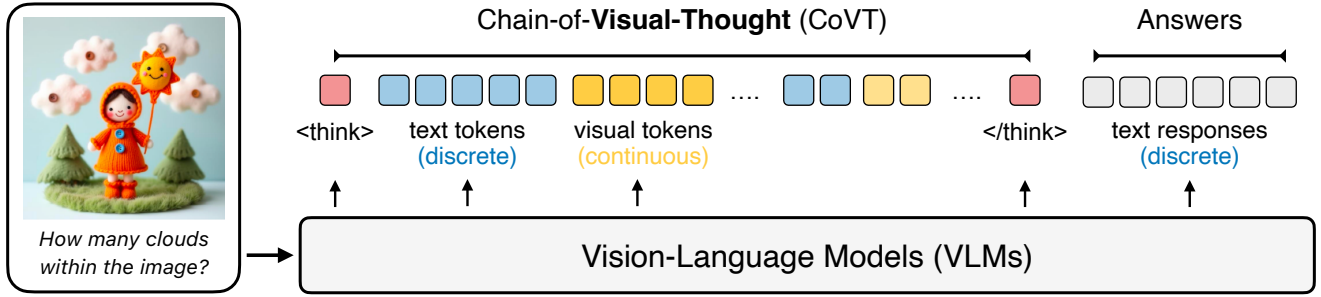 Chain-of-Visual-Thought (CoVT)
Answers
....
....
<think>
text tokens
(discrete)
visual tokens
(continuous)
</think>
text responses
(discrete)
How many clouds
within the image?
Vision-Language Models (VLMs)